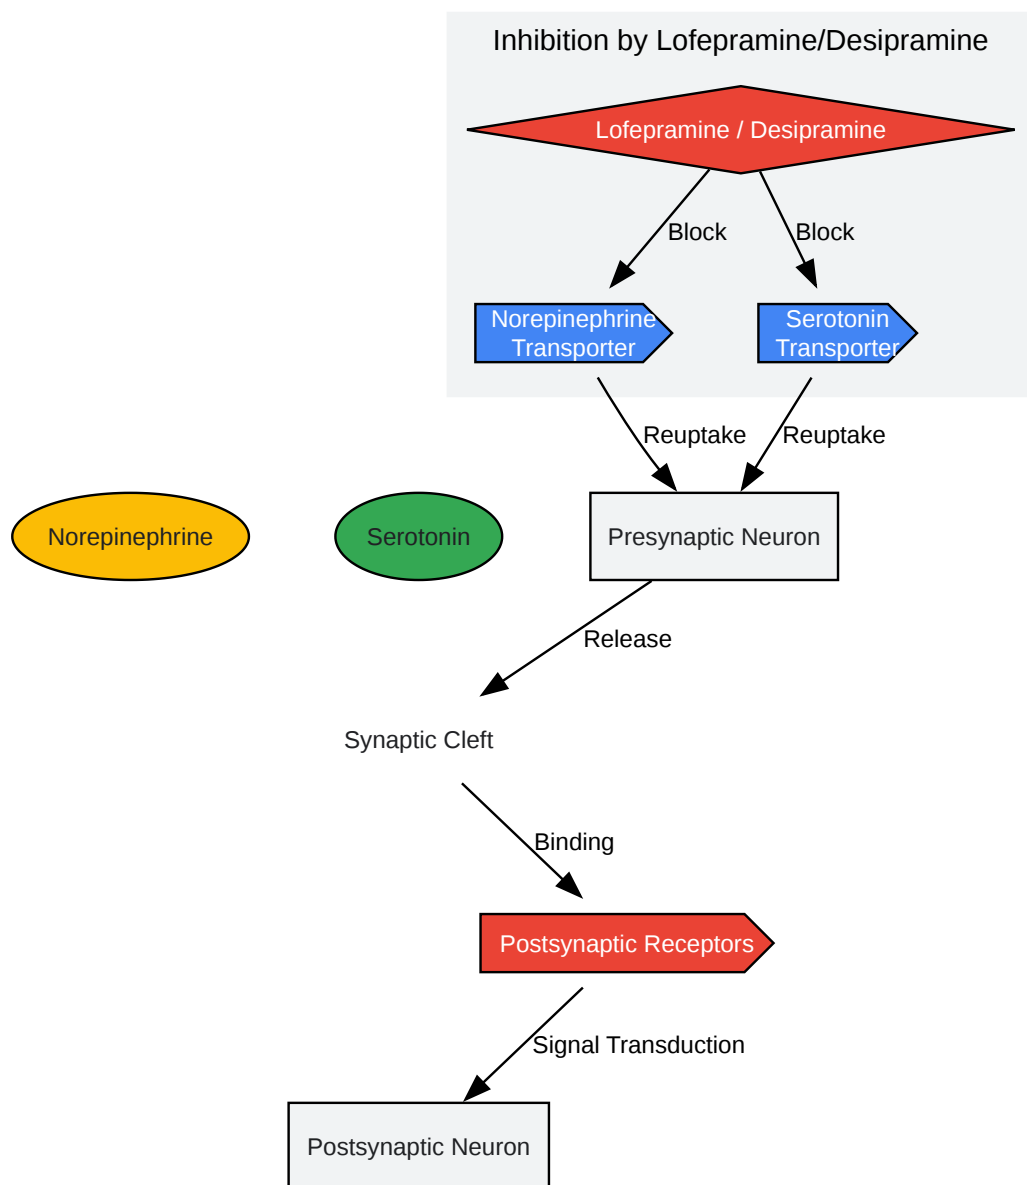 Inhibition by Lofepramine/Desipramine
Lofepramine / Desipramine
Block
Block
Norepinephrine
Transporter
Serotonin
Transporter
Reuptake
Reuptake
Norepinephrine
Serotonin
Presynaptic Neuron
Release
Synaptic Cleft
Binding
Postsynaptic Receptors
Signal Transduction
Postsynaptic Neuron